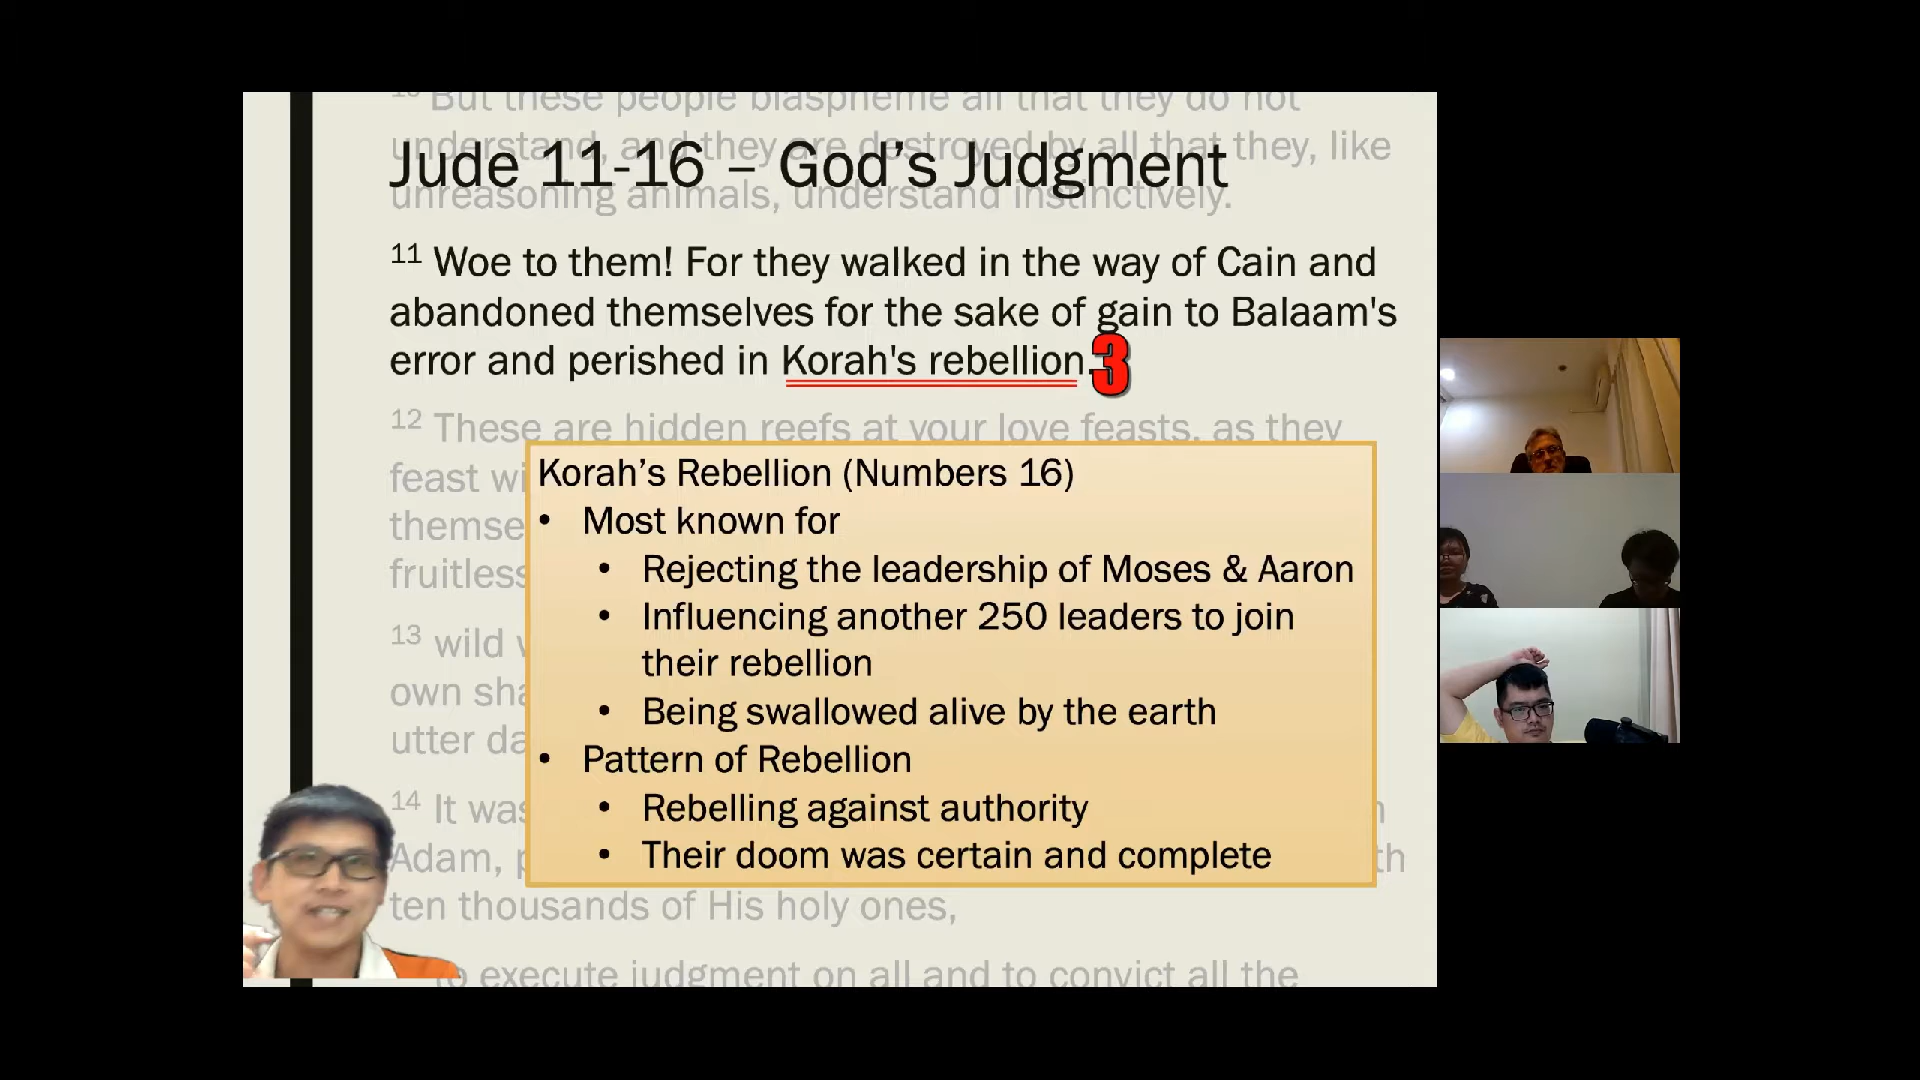 10 But these people blaspheme all that they do not
understand, and they are destroyed by all that they, like
Jude 11-16 – God’s Judgment
unreasoning animals, understand instinctively.
11 Woe to them! For they walked in the way of Cain and
abandoned themselves for the sake of gain to Balaam's
error and perished in Korah's rebellion.
3
12 These are hidden reefs at your love feasts, as they
feast
themse
fruitless
13 wild
own
utter
14 It was
Adam,
ten thousands of His holy ones,
to execute judgment on all and to convict all the
Korah’s Rebellion (Numbers 16)
• Most known for
• Rejecting the leadership of Moses & Aaron
• Influencing another 250 leaders to join
their rebellion
• Being swallowed alive by the earth
• Pattern of Rebellion
• Rebelling against authority
• Their doom was certain and complete